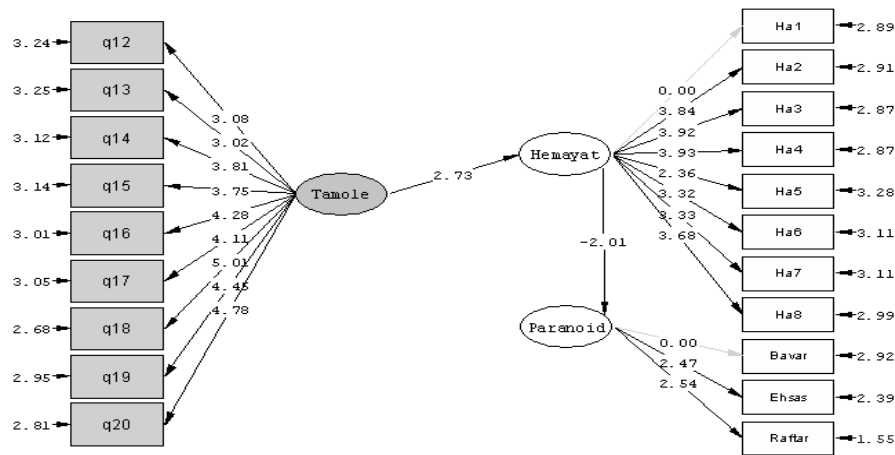 3.24 q12
3.25 q13
3.12 q14
3.14 q15
3.01 q16
3.05 q17
2.68 q18
2.95 q19
2.81 q20
3.08
3.02
3.81
3.75
4.28
4.11
5.01
4.45
4.78
Tamole
2.73
Hemayat
-2.01
Paranoid
0.00
3.84
3.92
3.93
2.36
3.32
3.33
3.68
0.00
2.47
2.54
Ha1 2.89
Ha2 2.91
Ha3 2.87
Ha4 2.87
Ha5 3.28
Ha6 3.11
Ha7 3.11
Ha8 2.99
Bavar 2.92
Ehsas 2.39
Raftar 1.55